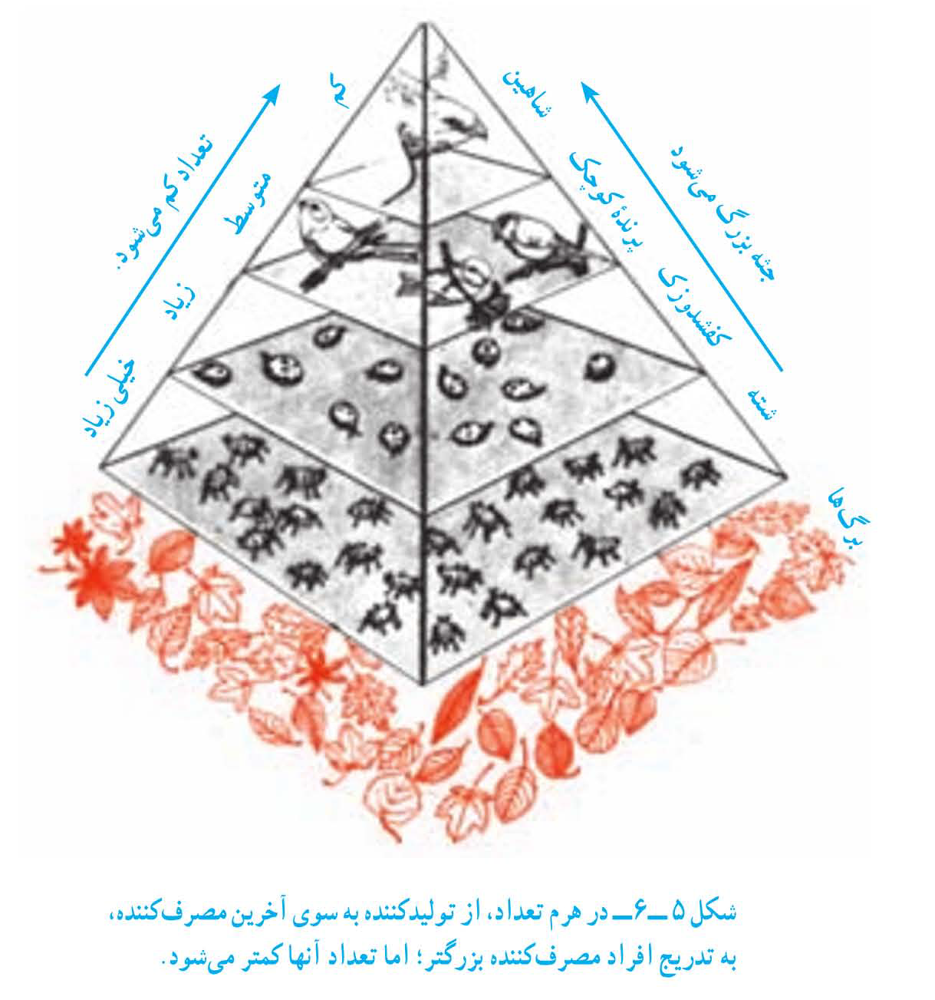 کم
متوسط
زیاد
خیلی زیاد
تعداد کم می‌شود.
شاهین
پرندهٔ کوچک
کفشدوزک
شته
برگ‌ها
جثه بزرگ می‌شود
شکل ۵ــ۶ــ در هرم تعداد، از تولیدکننده به سوی آخرین مصرف‌کننده،
به تدریج افراد مصرف‌کننده بزرگتر؛ اما تعداد آنها کمتر می‌شود.